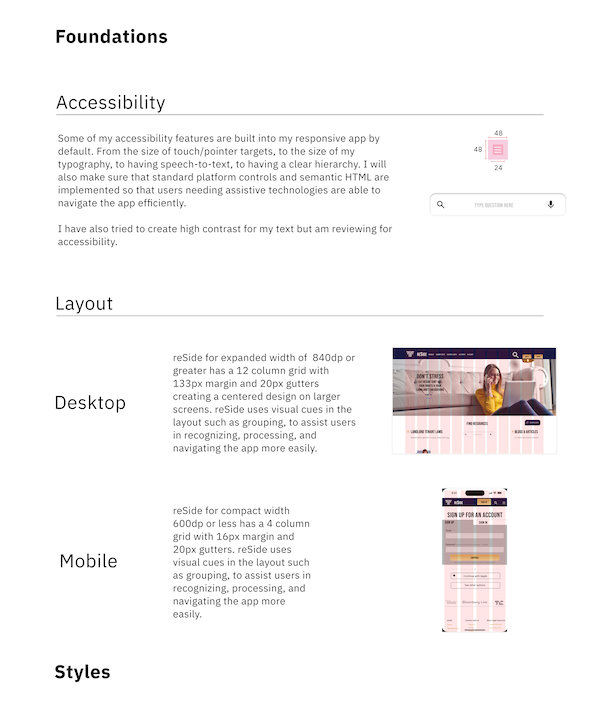 Foundations
Accessibility
Some of my accessibility features are built into my responsive app by
default. From the size of touch/pointer targets, to the size of my
typography, to having speech-to-text, to having a clear hierarchy. I will
also make sure that standard platform controls and semantic HTML are
implemented so that users needing assistive technologies are able to
navigate the app efficiently.
I have also tried to create high contrast for my text but am reviewing for
accessibility.
48
48
24
TYPE QUESTION HERE
Layout
Desktop
reSide for expanded width of 840dp or
greater has a 12 column grid with
133px margin and 20px gutters
creating a centered design on larger
screens. reSide uses visual cues in the
layout such as grouping, to assist users
in recognizing, processing, and
navigating the app more easily.
reSide
DON'T STRESS
FIND RESOURCES
LANDLORD TENANT LAWS
BLOGS & ARTICLES
Mobile
reSide for compact width
600dp or less has a 4 column
grid with 16px margin and
20px gutters. reSide uses
visual cues in the layout such
as grouping, to assist users in
recognizing, processing, and
navigating the app more
easily.
reSide
SIGN UP FOR AN ACCOUNT
SIGN UP
SIGN IN
Continue with Apple
Styles